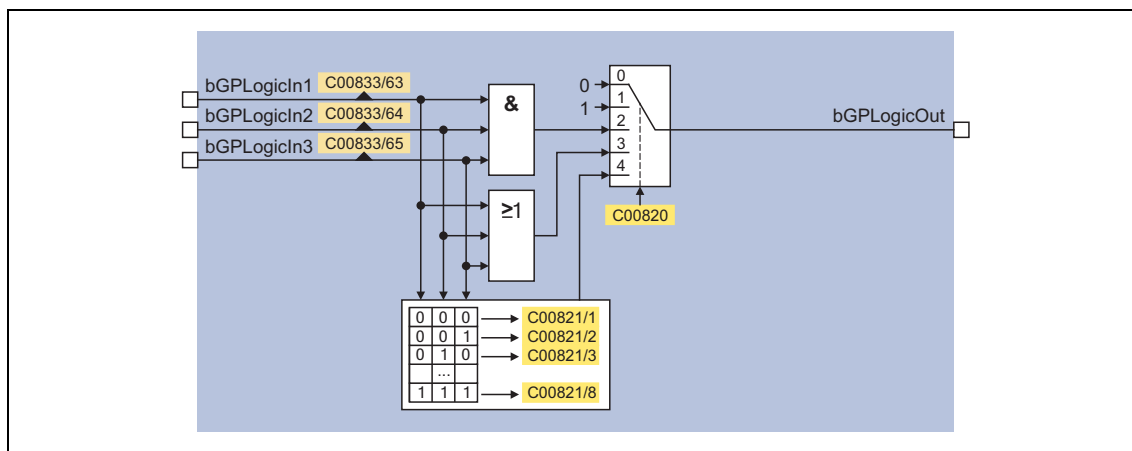 bGPLogicIn1 C00833/63
bGPLogicIn2 C00833/64
bGPLogicIn3 C00833/65
&
≥1
0
1
0
1
2
3
4
C00820
bGPLogicOut
0 0 0 C00821/1
0 0 1 C00821/2
0 1 0 C00821/3
...
1 1 1 C00821/8